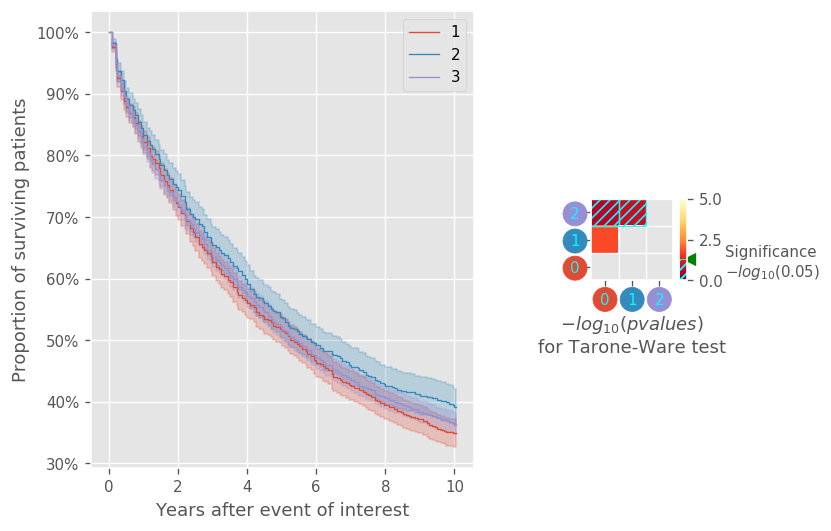 100%
90%
80%
70%
60%
50%
40%
30%
Proportion of surviving patients
0 2 4 6 8 10
Years after event of interest
1
2
3
2
1
0
0 1 2
5.0
2.5
0.0
Significance
−log₁₀(0.05)
−log₁₀(pvalues)
for Tarone-Ware test